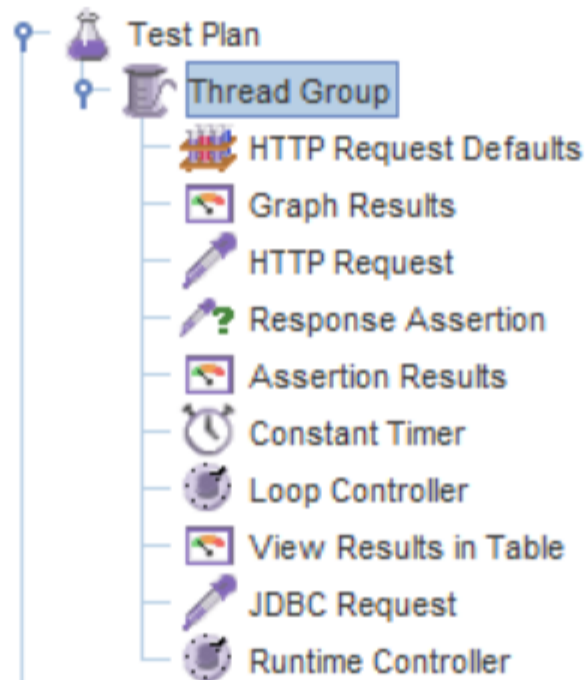 Test Plan
Thread Group
HTTP Request Defaults
Graph Results
HTTP Request
Response Assertion
Assertion Results
Constant Timer
Loop Controller
View Results in Table
JDBC Request
Runtime Controller